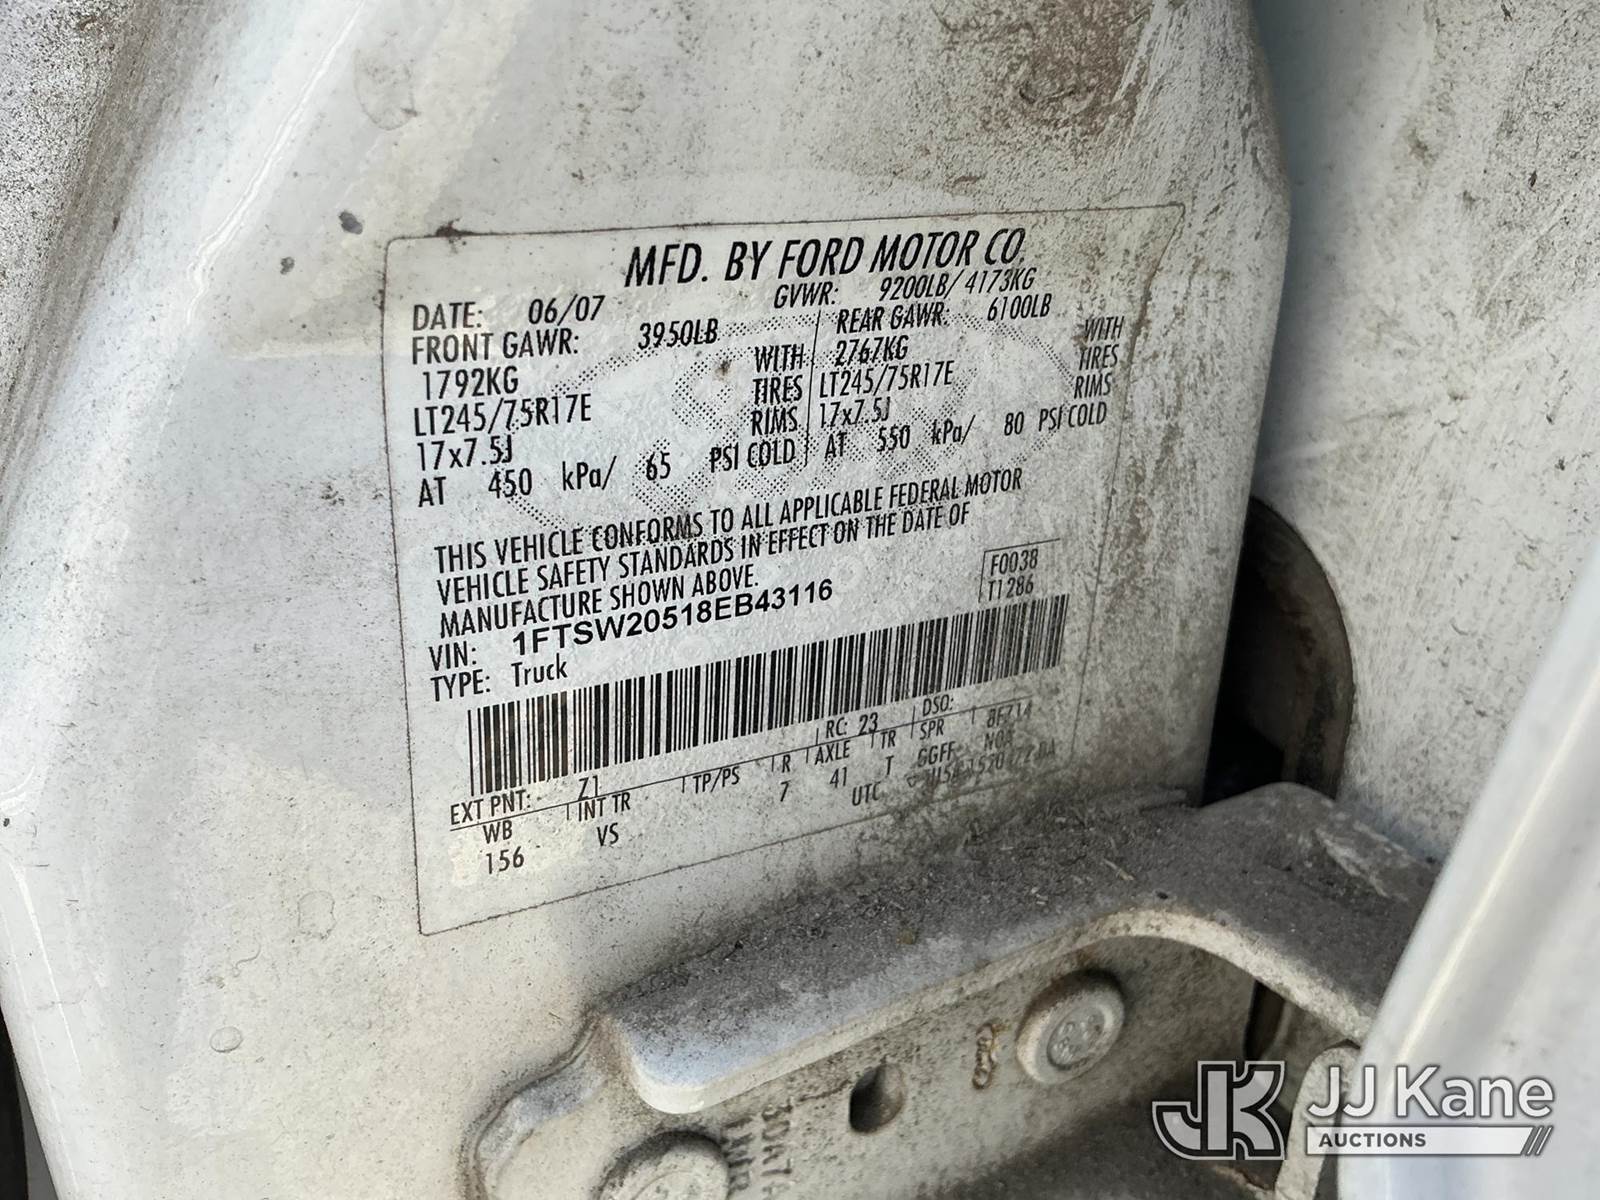 MFD. BY FORD MOTOR CO.
DATE: 06/07 GVWR: 9200LB/ 4173KG
FRONT GAWR: 3950LB REAR GAWR: 6100LB
1792KG WITH 2767KG WITH
LT245/75R17E TIRES LT245/75R17E TIRES
17x7.5J RIMS 17x7.5J RIMS
AT 450 kPa/ 65 PSI COLD AT 550 kPa/ 80 PSI COLD
THIS VEHICLE CONFORMS TO ALL APPLICABLE FEDERAL MOTOR
VEHICLE SAFETY STANDARDS IN EFFECT ON THE DATE OF
MANUFACTURE SHOWN ABOVE.
F0038
T1286
VIN: 1FTSW20518EB43116
TYPE: Truck
EXT PNT: Z1 RC: 23 DSO:
WB INT TR TP/PS R AXLE TR SPR
156 VS 7 41 T GGFF
UTC
JJ Kane
AUCTIONS